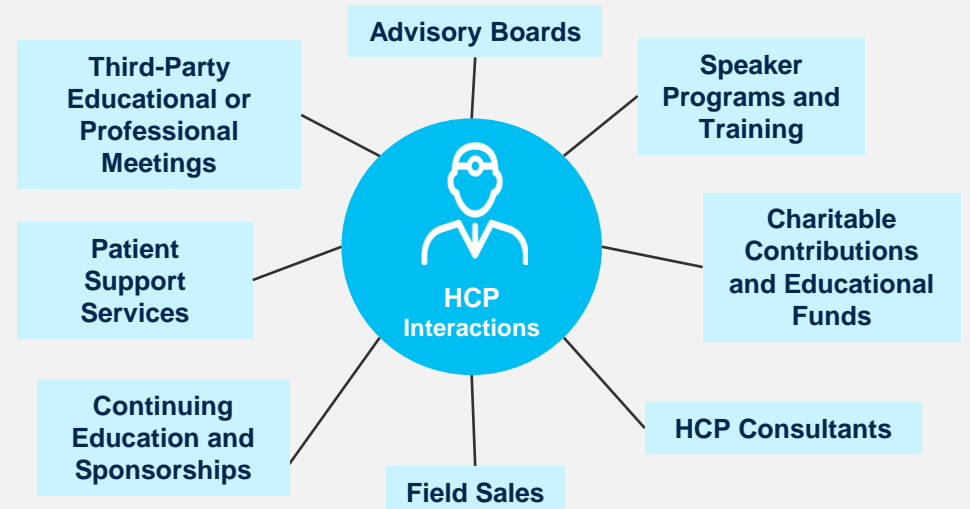 Advisory Boards
Third-Party
Educational or
Professional
Meetings
Speaker
Programs and
Training
Patient
Support
Services
HCP
Interactions
Charitable
Contributions
and Educational
Funds
Continuing
Education and
Sponsorships
HCP Consultants
Field Sales